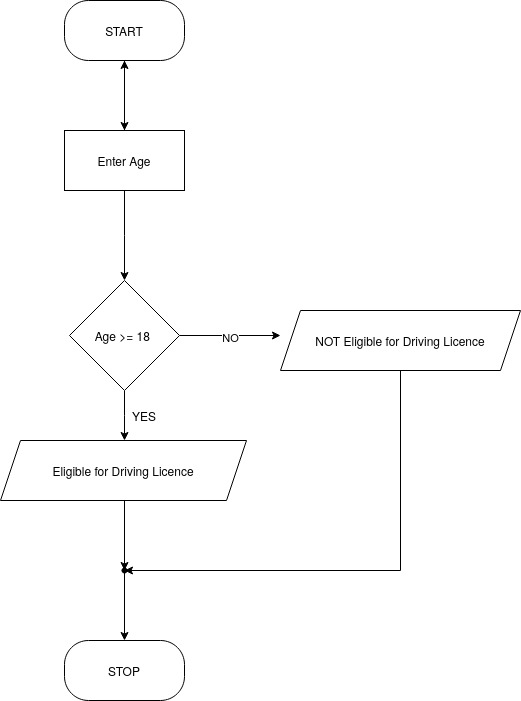 START
Enter Age
Age >= 18
NO
NOT Eligible for Driving Licence
YES
Eligible for Driving Licence
STOP